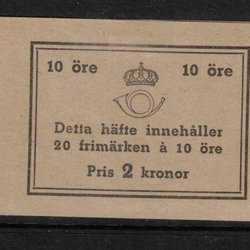 10 öre 10 öre
Detta häfte innehåller
20 frimärken à 10 öre
Pris 2 kronor